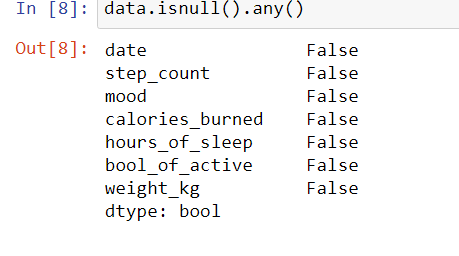 In [8]: data.isnull().any()
Out[8]: date False
step_count False
mood False
calories_burned False
hours_of_sleep False
bool_of_active False
weight_kg False
dtype: bool